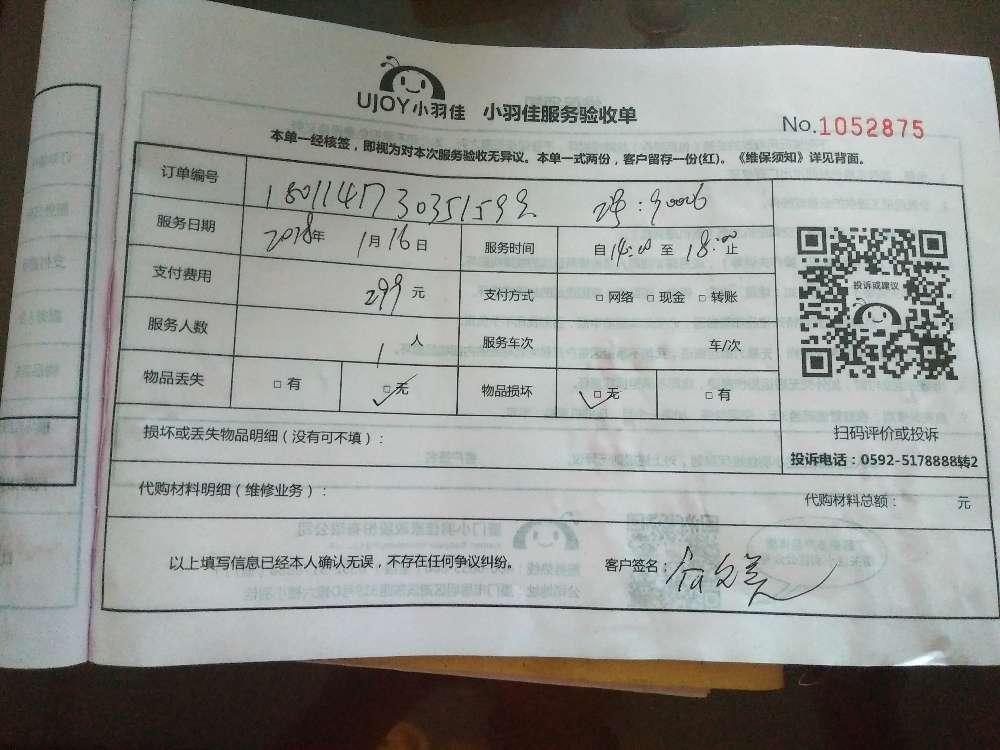 UJOY小羽佳 小羽佳服务验收单
No.1052875
本单一经核签，即视为对本次服务验收无异议。本单一式两份，客户留存一份(红)。《维保须知》详见背面。
订单编号
服务日期 2018年 1月16日 服务时间 自14:00至18:00止
支付费用 299元 支付方式 □网络 □现金 □转账
服务人数 1人 服务车次 车/次
物品丢失 □有 □无 物品损坏 □无 □有
投诉或建议
扫码评价或投诉
投诉电话：0592-5178888转2
损坏或丢失物品明细（没有可不填）：
代购材料明细（维修业务）： 代购材料总额： 元
以上填写信息已经本人确认无误，不存在任何争议纠纷。 客户签名：